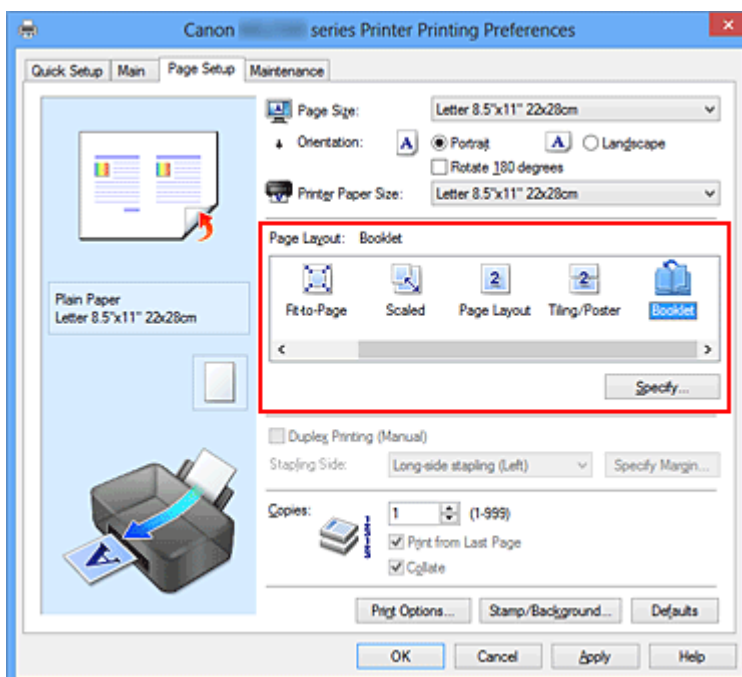 Canon series Printer Printing Preferences
Quick Setup Main Page Setup Maintenance
Page Size: Letter 8.5"x11" 22x28cm
Orientation: A Portrait A Landscape
Rotate 180 degrees
Printer Paper Size: Letter 8.5"x11" 22x28cm
Page Layout: Booklet
2 2
Fit-to-Page Scaled Page Layout Tiling/Poster Booklet
Specify...
Plain Paper
Letter 8.5"x11" 22x28cm
Duplex Printing (Manual)
Stapling Side: Long-side stapling (Left) Specify Margin...
Copies: 1 (1-999)
Print from Last Page
Collate
A
Print Options... Stamp/Background... Defaults
OK Cancel Apply Help